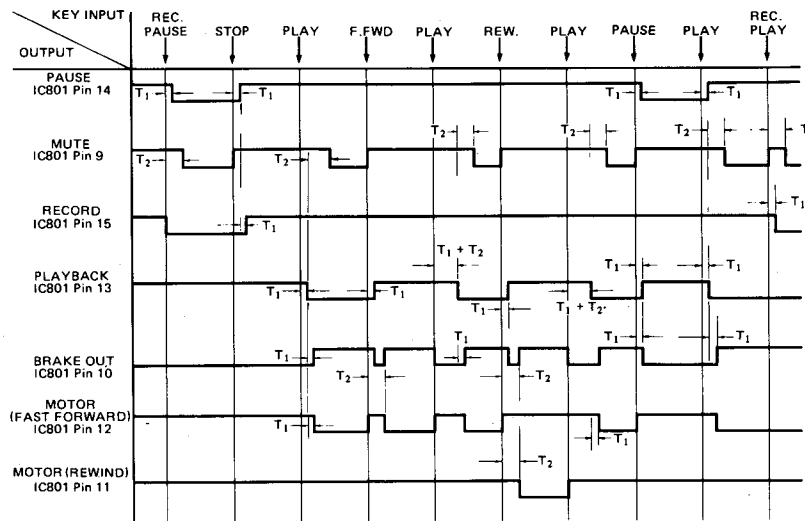 KEY INPUT
OUTPUT
REC. PAUSE
STOP
PLAY
F.FWD
PLAY
REW.
PLAY
PAUSE
PLAY
REC. PLAY
PAUSE
IC801 Pin 14
T1
T1
T1
T1
MUTE
IC801 Pin 9
T2
T2
T2
T2
T2
T
RECORD
IC801 Pin 15
T1
T1
PLAYBACK
IC801 Pin 13
T1
T1
T1 + T2
T1
T1 + T2
T1
T1
BRAKE OUT
IC801 Pin 10
T1
T2
T1
T2
T1
T1
MOTOR
(FAST FORWARD)
IC801 Pin 12
T1
T1
MOTOR (REWIND)
IC801 Pin 11
T2